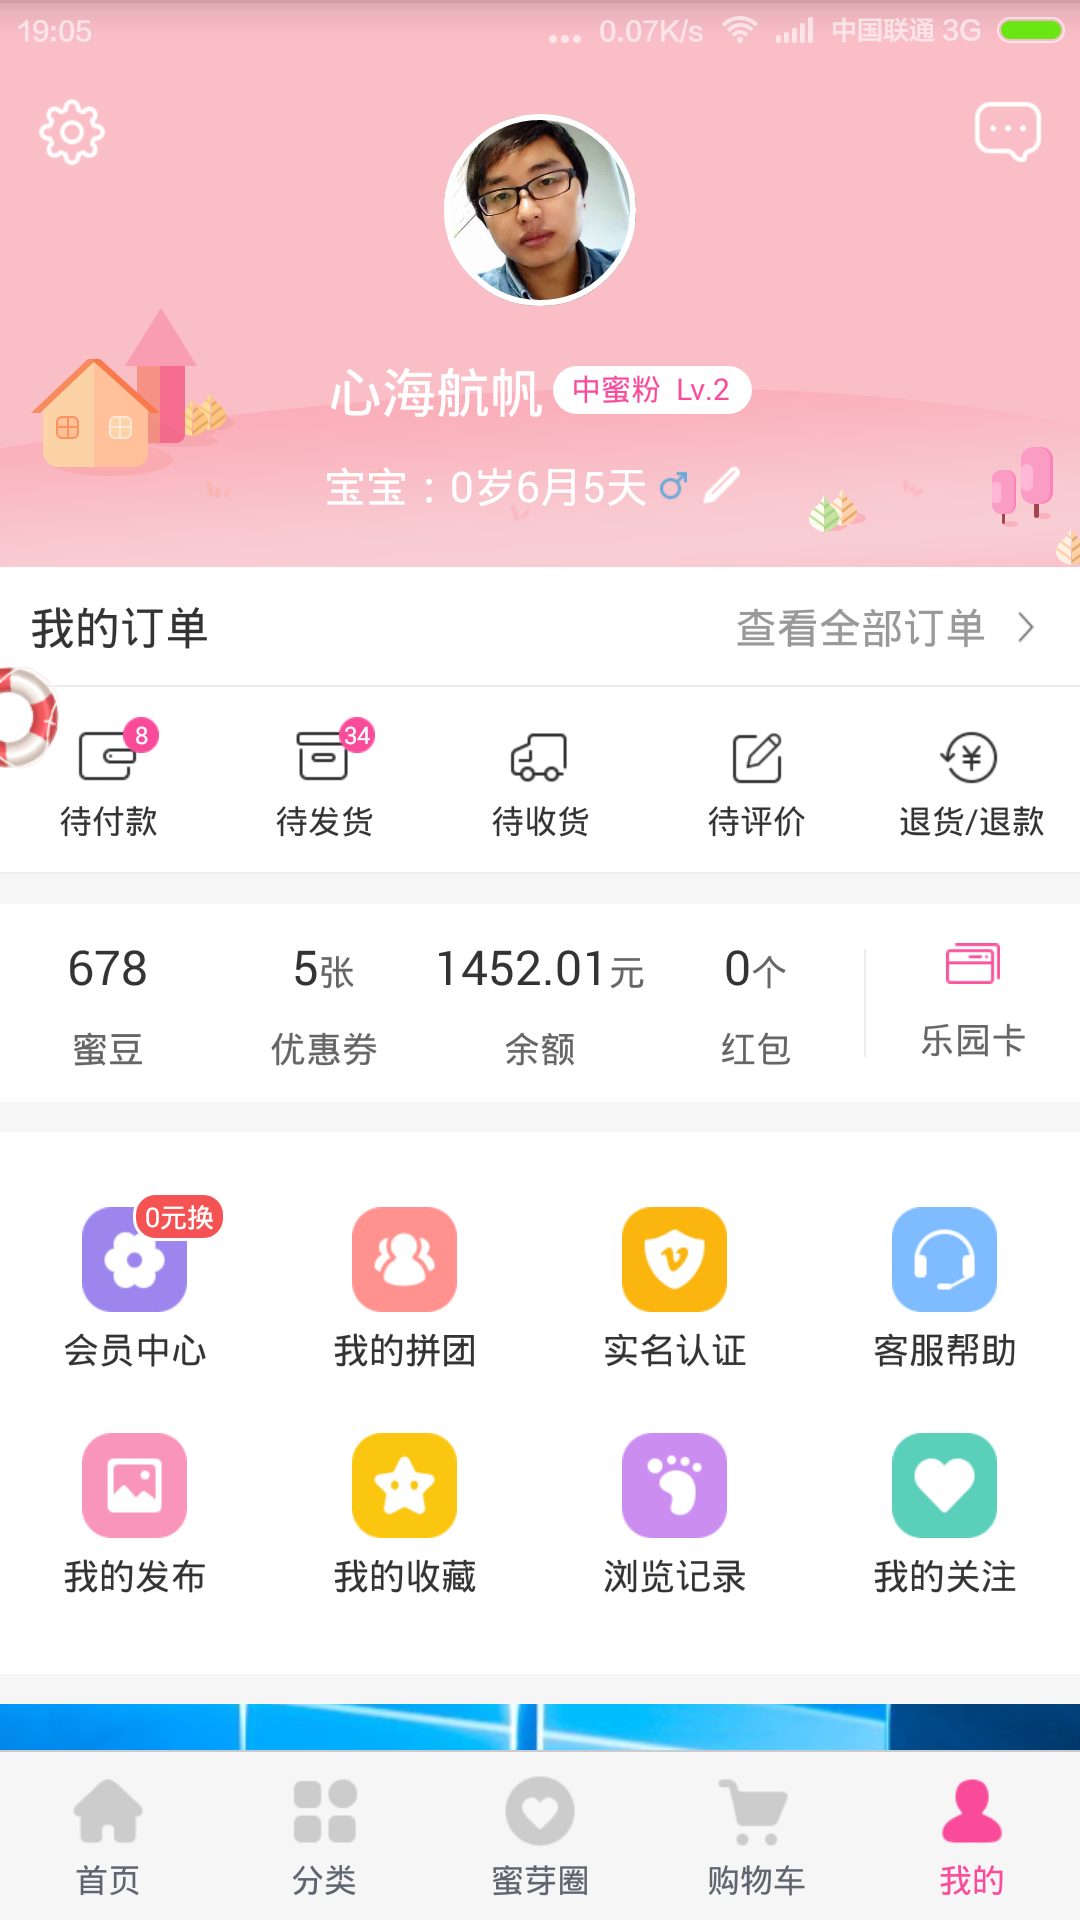 19:05 ... 0.07K/s 中国联通 3G
心海航帆 中蜜粉 Lv.2
宝宝：0岁6月5天
我的订单 查看全部订单
8 34
待付款 待发货 待收货 待评价 退货/退款
678 5张 1452.01元 0个
蜜豆 优惠券 余额 红包 乐园卡
0元换
会员中心 我的拼团 实名认证 客服帮助
我的发布 我的收藏 浏览记录 我的关注
首页 分类 蜜芽圈 购物车 我的